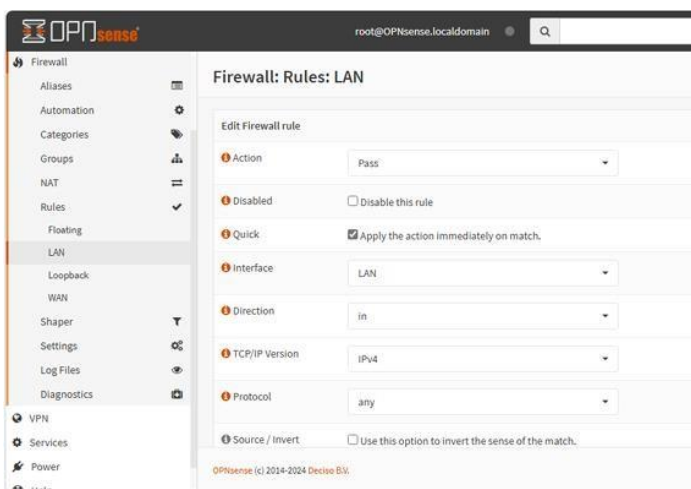 OPNsense
root@OPNsense.localdomain
Firewall
Aliases
Automation
Categories
Groups
NAT
Rules
Floating
LAN
Loopback
WAN
Shaper
Settings
Log Files
Diagnostics
VPN
Services
Power
Firewall: Rules: LAN
Edit Firewall rule
Action Pass
Disabled Disable this rule
Quick Apply the action immediately on match.
Interface LAN
Direction in
TCP/IP Version IPv4
Protocol any
Source / Invert Use this option to invert the sense of the match.
OPNsense (c) 2014-2024 Deciso B.V.